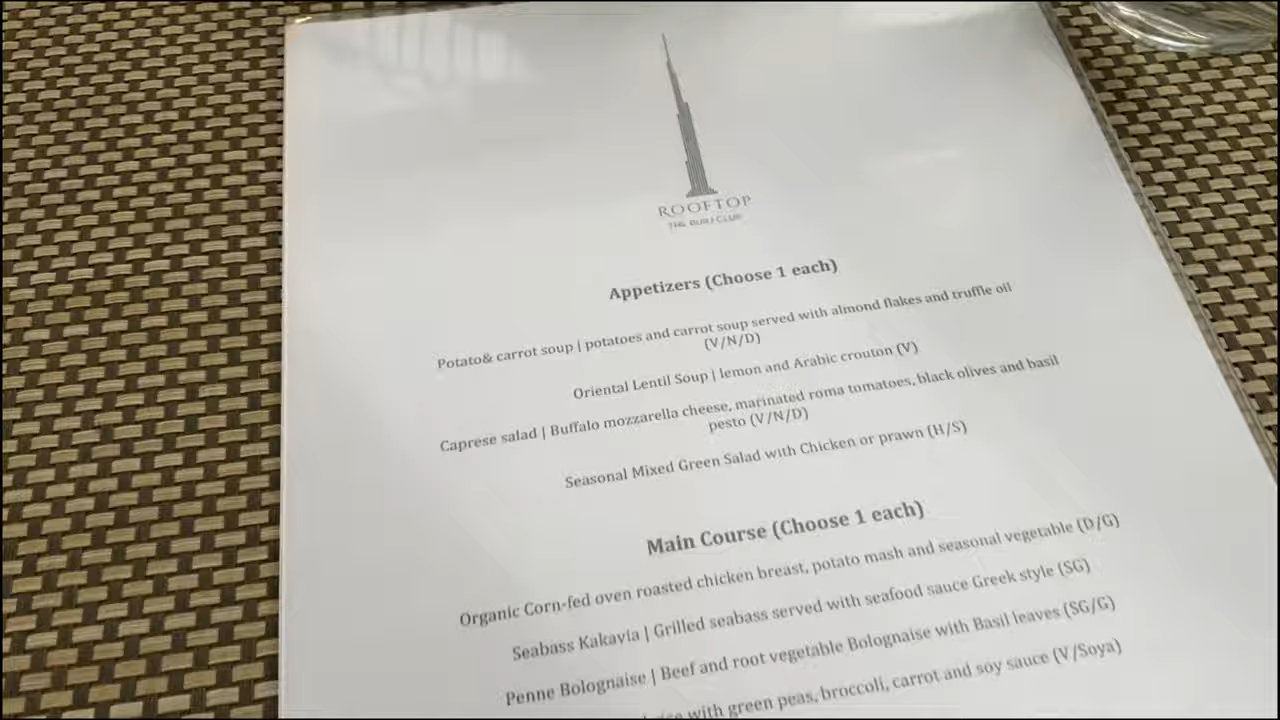 ROOFTOP
THE BURJ CLUB
Appetizers (Choose 1 each)
Potato& carrot soup | potatoes and carrot soup served with almond flakes and truffle oil
(V/N/D)
Oriental Lentil Soup | lemon and Arabic crouton (V)
Caprese salad | Buffalo mozzarella cheese, marinated roma tomatoes, black olives and basil
pesto (V/N/D)
Seasonal Mixed Green Salad with Chicken or prawn (H/S)
Main Course (Choose 1 each)
Organic Corn-fed oven roasted chicken breast, potato mash and seasonal vegetable (D/G)
Seabass Kakavia | Grilled seabass served with seafood sauce Greek style (SG)
Penne Bolognaise | Beef and root vegetable Bolognaise with Basil leaves (SG/G)
with green peas, broccoli, carrot and soy sauce (V/Soya)